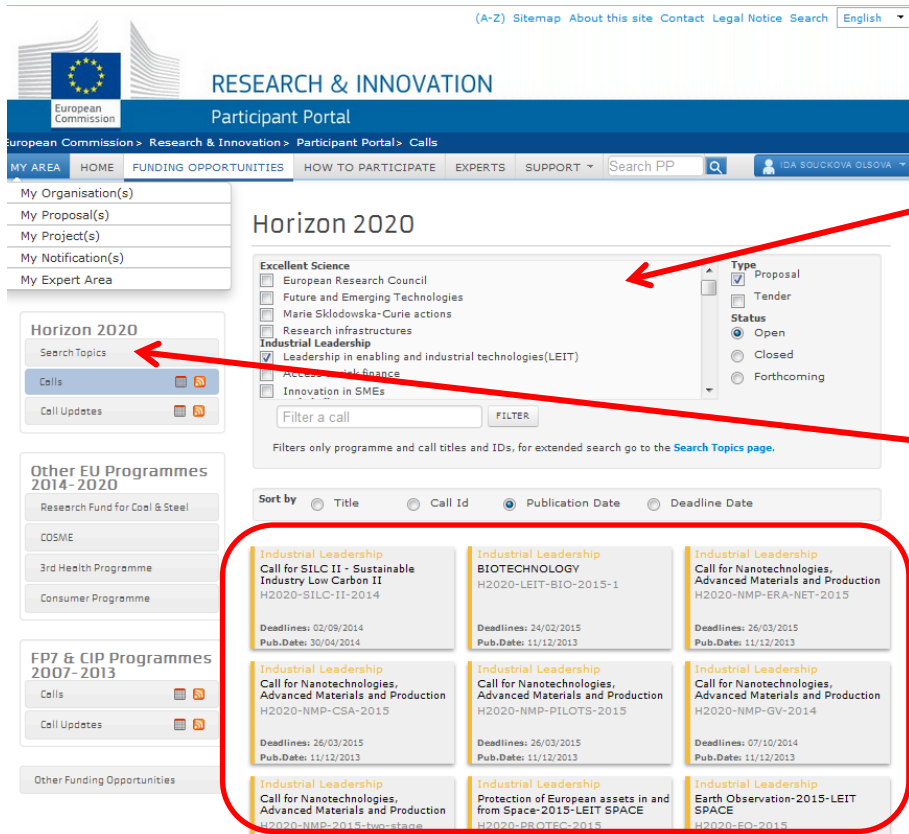 (A-Z) Sitemap About this site Contact Legal Notice Search English
European
Commission
RESEARCH & INNOVATION
Participant Portal
European Commission > Research & Innovation > Participant Portal > Calls
MY AREA HOME FUNDING OPPORTUNITIES HOW TO PARTICIPATE EXPERTS SUPPORT Search PP IDA SOUCKOVA OLSOVA
My Organisation(s)
My Proposal(s)
My Project(s)
My Notification(s)
My Expert Area
Horizon 2020
Search Topics
Calls
Call Updates
Other EU Programmes
2014-2020
Research Fund for Coal & Steel
COSME
3rd Health Programme
Consumer Programme
FP7 & CIP Programmes
2007-2013
Calls
Call Updates
Other Funding Opportunities
Horizon 2020
Excellent Science
European Research Council
Future and Emerging Technologies
Marie Sklodowska-Curie actions
Research infrastructures
Industrial Leadership
Leadership in enabling and industrial technologies(LEIT)
Access to risk finance
Innovation in SMEs
Type
Proposal
Tender
Status
Open
Closed
Forthcoming
Filter a call FILTER
Filters only programme and call titles and IDs, for extended search go to the Search Topics page.
Sort by Title Call Id Publication Date Deadline Date
Industrial Leadership
Call for SILC II - Sustainable
Industry Low Carbon II
H2020-SILC-II-2014
Deadlines: 02/09/2014
Pub.Date: 30/04/2014
Industrial Leadership
BIOTECHNOLOGY
H2020-LEIT-BIO-2015-1
Deadlines: 24/02/2015
Pub.Date: 11/12/2013
Industrial Leadership
Call for Nanotechnologies,
Advanced Materials and Production
H2020-NMP-ERA-NET-2015
Deadlines: 26/03/2015
Pub.Date: 11/12/2013
Industrial Leadership
Call for Nanotechnologies,
Advanced Materials and Production
H2020-NMP-CSA-2015
Deadlines: 26/03/2015
Pub.Date: 11/12/2013
Industrial Leadership
Call for Nanotechnologies,
Advanced Materials and Production
H2020-NMP-PILOTS-2015
Deadlines: 26/03/2015
Pub.Date: 11/12/2013
Industrial Leadership
Call for Nanotechnologies,
Advanced Materials and Production
H2020-NMP-GV-2014
Deadlines: 07/10/2014
Pub.Date: 11/12/2013
Industrial Leadership
Call for Nanotechnologies,
Advanced Materials and Production
H2020-NMP-2015-two-stage
Industrial Leadership
Protection of European assets in and
from Space-2015-LEIT SPACE
H2020-PROTEC-2015
Industrial Leadership
Earth Observation-2015-LEIT
SPACE
H2020-EO-2015